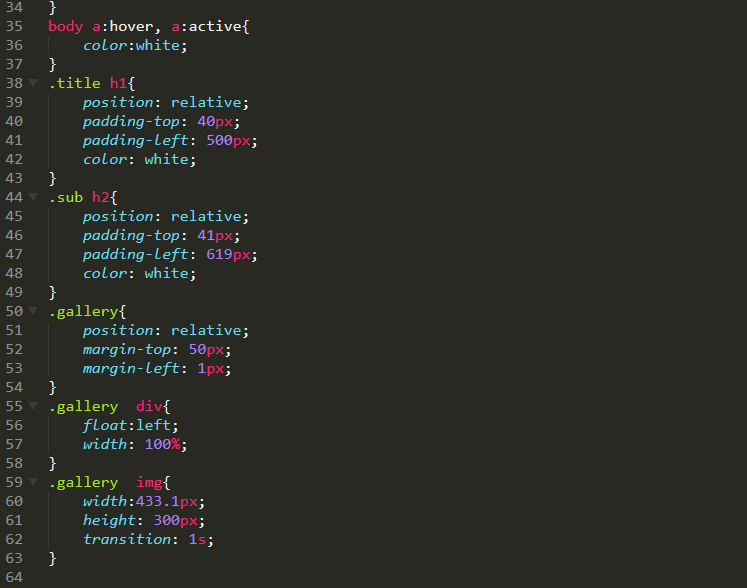 34 }
35 body a:hover, a:active{
36 color:white;
37 }
38 .title h1{
39 position: relative;
40 padding-top: 40px;
41 padding-left: 500px;
42 color: white;
43 }
44 .sub h2{
45 position: relative;
46 padding-top: 41px;
47 padding-left: 619px;
48 color: white;
49 }
50 .gallery{
51 position: relative;
52 margin-top: 50px;
53 margin-left: 1px;
54 }
55 .gallery  div{
56 float:left;
57 width: 100%;
58 }
59 .gallery  img{
60 width:433.1px;
61 height: 300px;
62 transition: 1s;
63 }
64